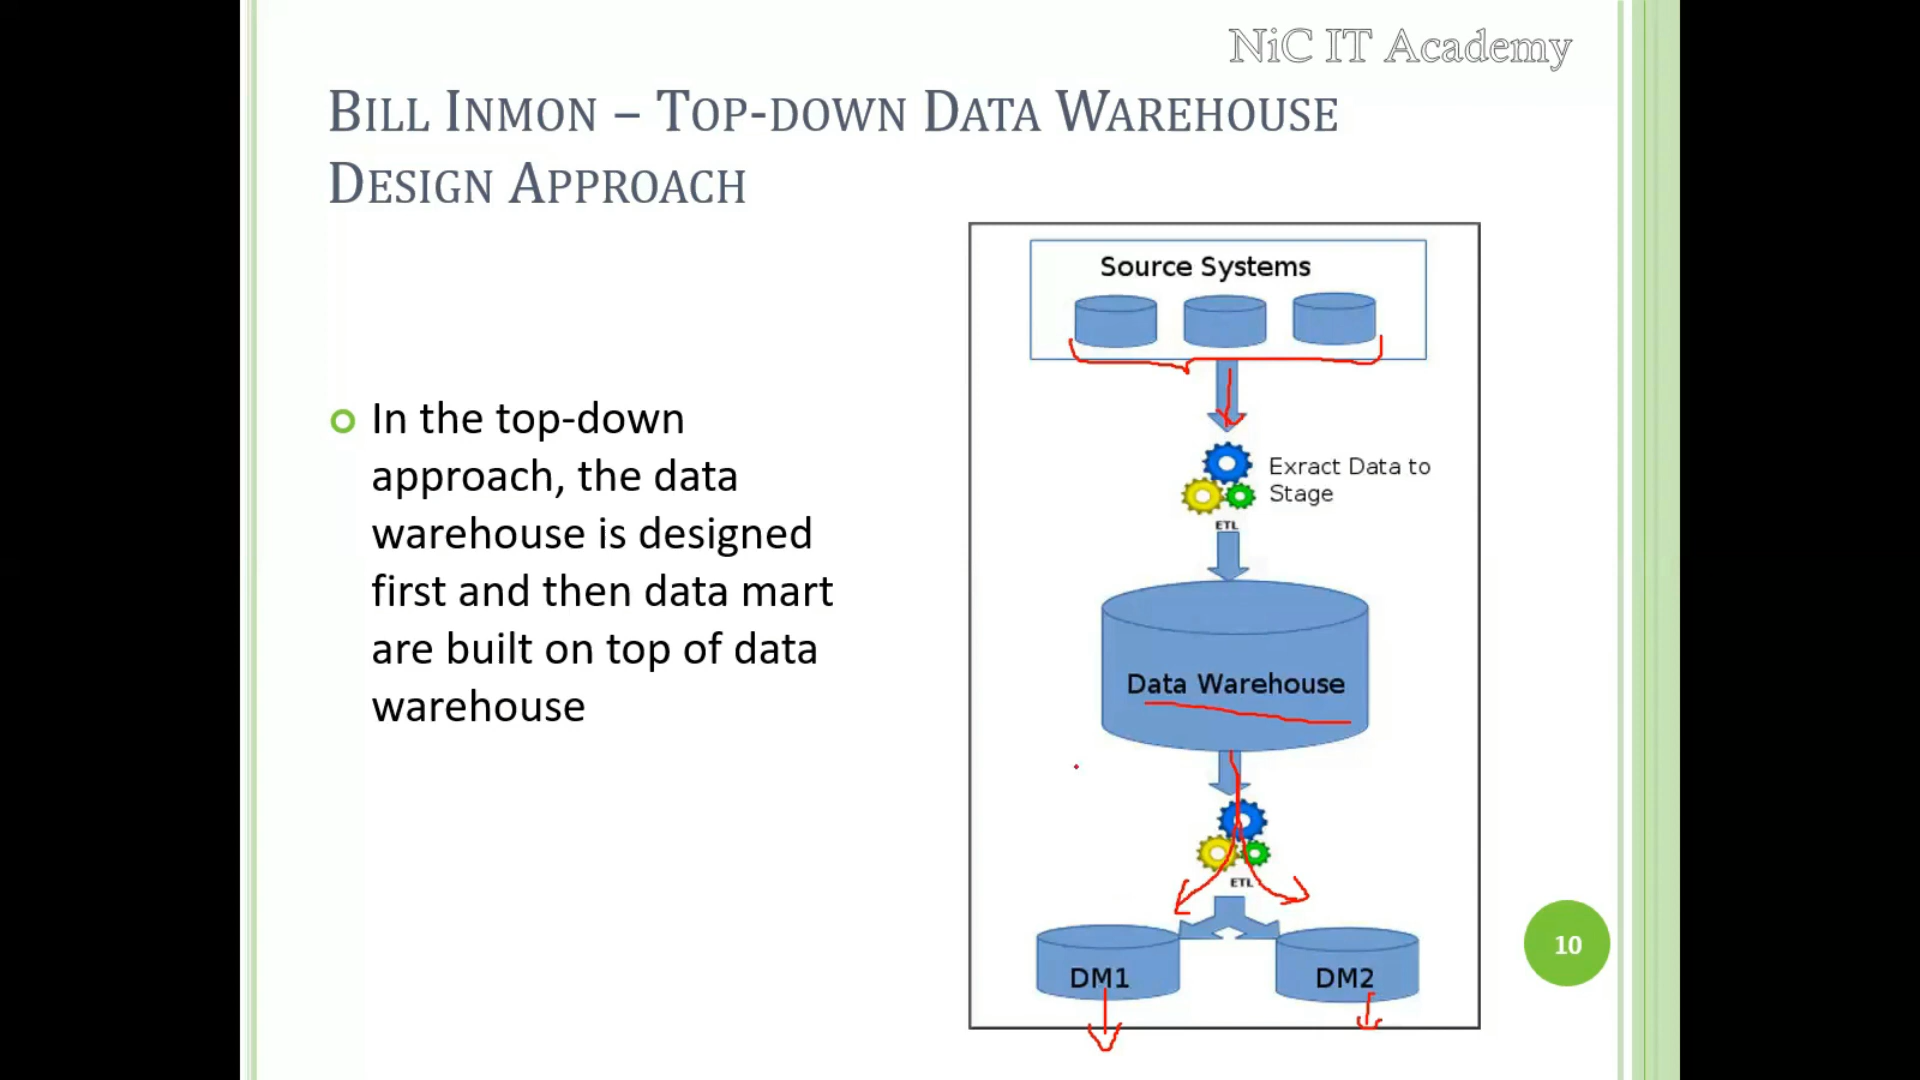 NiC IT Academy
BILL INMON – TOP-DOWN DATA WAREHOUSE
DESIGN APPROACH
In the top-down
approach, the data
warehouse is designed
first and then data mart
are built on top of data
warehouse
Source Systems
Exract Data to
Stage
ETL
Data Warehouse
ETL
DM1
DM2
10